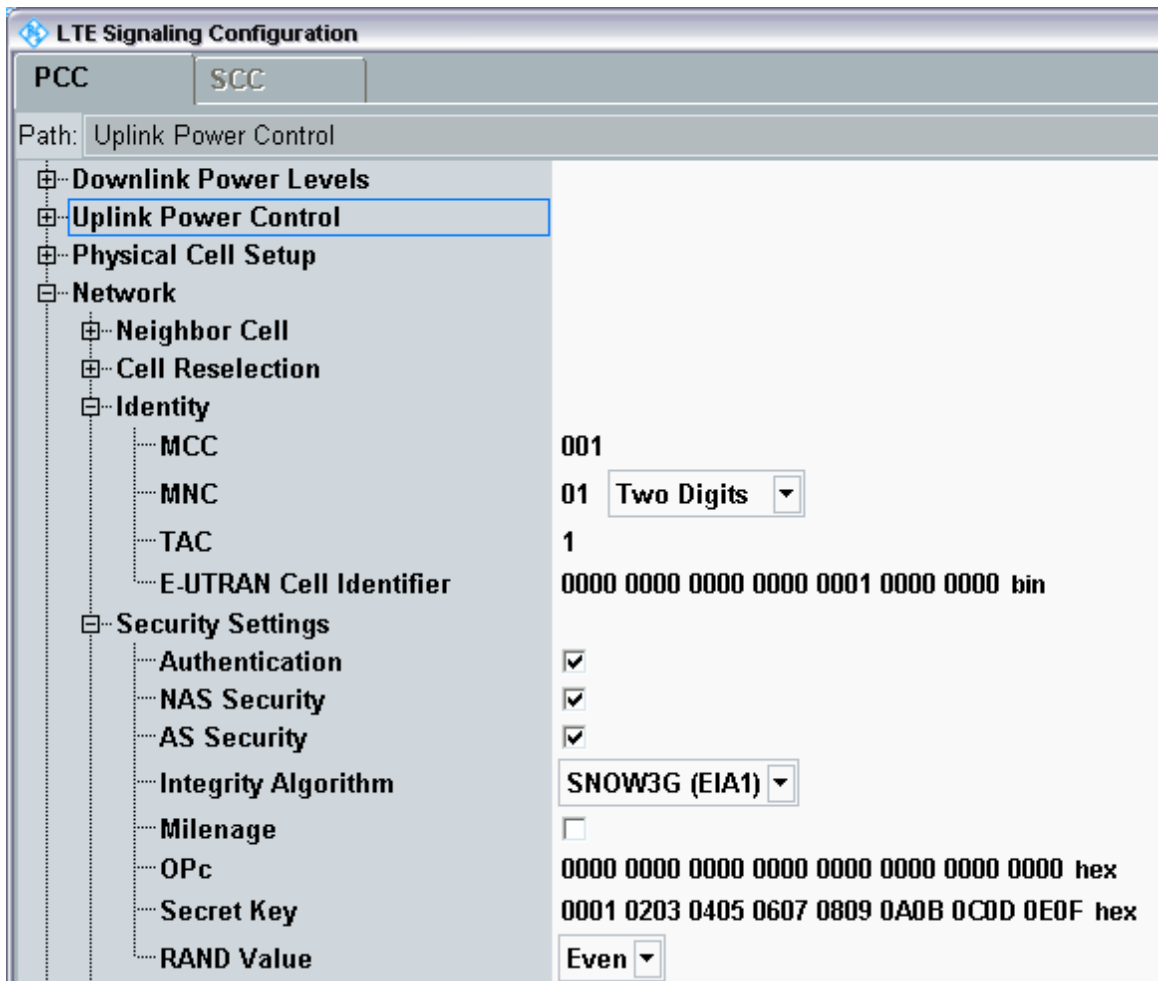 LTE Signaling Configuration
PCC SCC
Path: Uplink Power Control
Downlink Power Levels
Uplink Power Control
Physical Cell Setup
Network
Neighbor Cell
Cell Reselection
Identity
MCC 001
MNC 01 Two Digits
TAC 1
E-UTRAN Cell Identifier 0000 0000 0000 0000 0001 0000 0000 bin
Security Settings
Authentication
NAS Security
AS Security
Integrity Algorithm SNOW3G (EIA1)
Milenage
OPc 0000 0000 0000 0000 0000 0000 0000 0000 hex
Secret Key 0001 0203 0405 0607 0809 0A0B 0C0D 0E0F hex
RAND Value Even